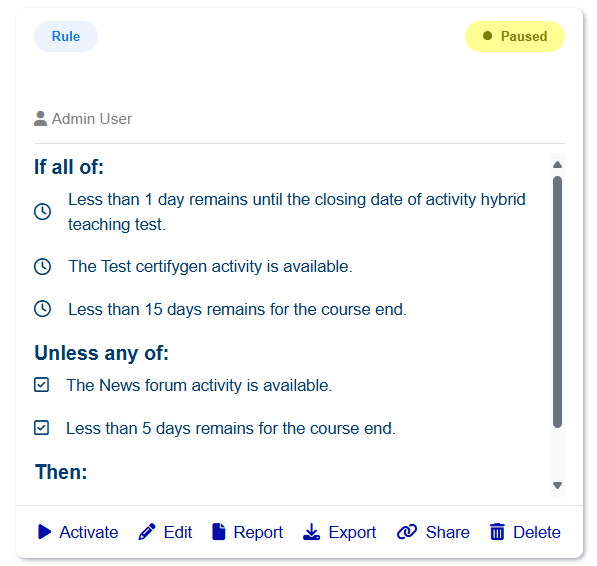 Rule
Paused
Admin User
If all of:
Less than 1 day remains until the closing date of activity hybrid
teaching test.
The Test certifygen activity is available.
Less than 15 days remains for the course end.
Unless any of:
The News forum activity is available.
Less than 5 days remains for the course end.
Then:
Activate Edit Report Export Share Delete